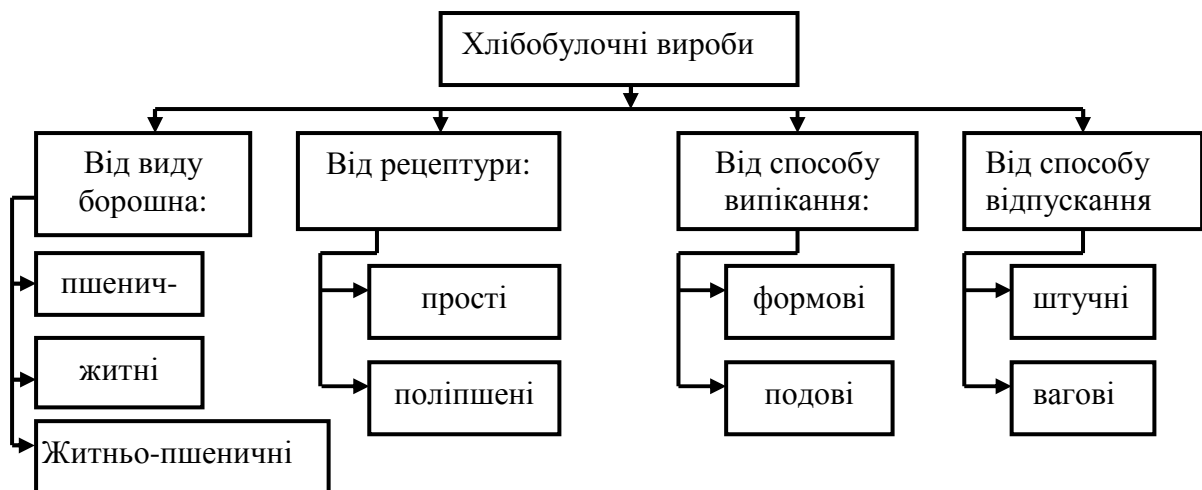 Хлібобулочні вироби
Від виду
борошна:
пшенич-
житні
Житньо-пшеничні
Від рецептури:
прості
поліпшені
Від способу
випікання:
формові
подові
Від способу
відпускання
штучні
вагові